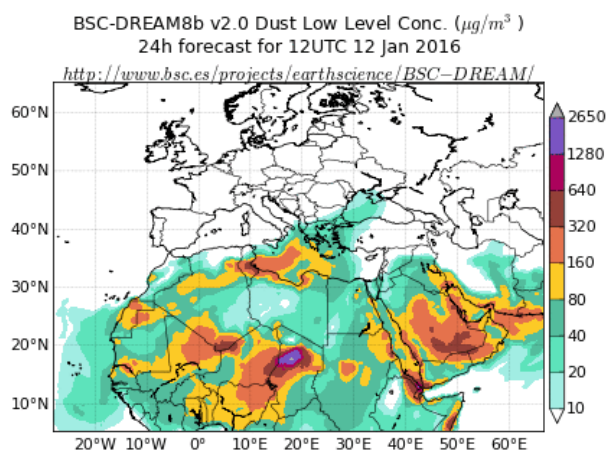 BSC-DREAM8b v2.0 Dust Low Level Conc. (μg/m³ )
24h forecast for 12UTC 12 Jan 2016
http://www.bsc.es/projects/earthscience/BSC−DREAM/
60°N
50°N
40°N
30°N
20°N
10°N
20°W 10°W 0° 10°E 20°E 30°E 40°E 50°E 60°E
2650
1280
640
320
160
80
40
20
10